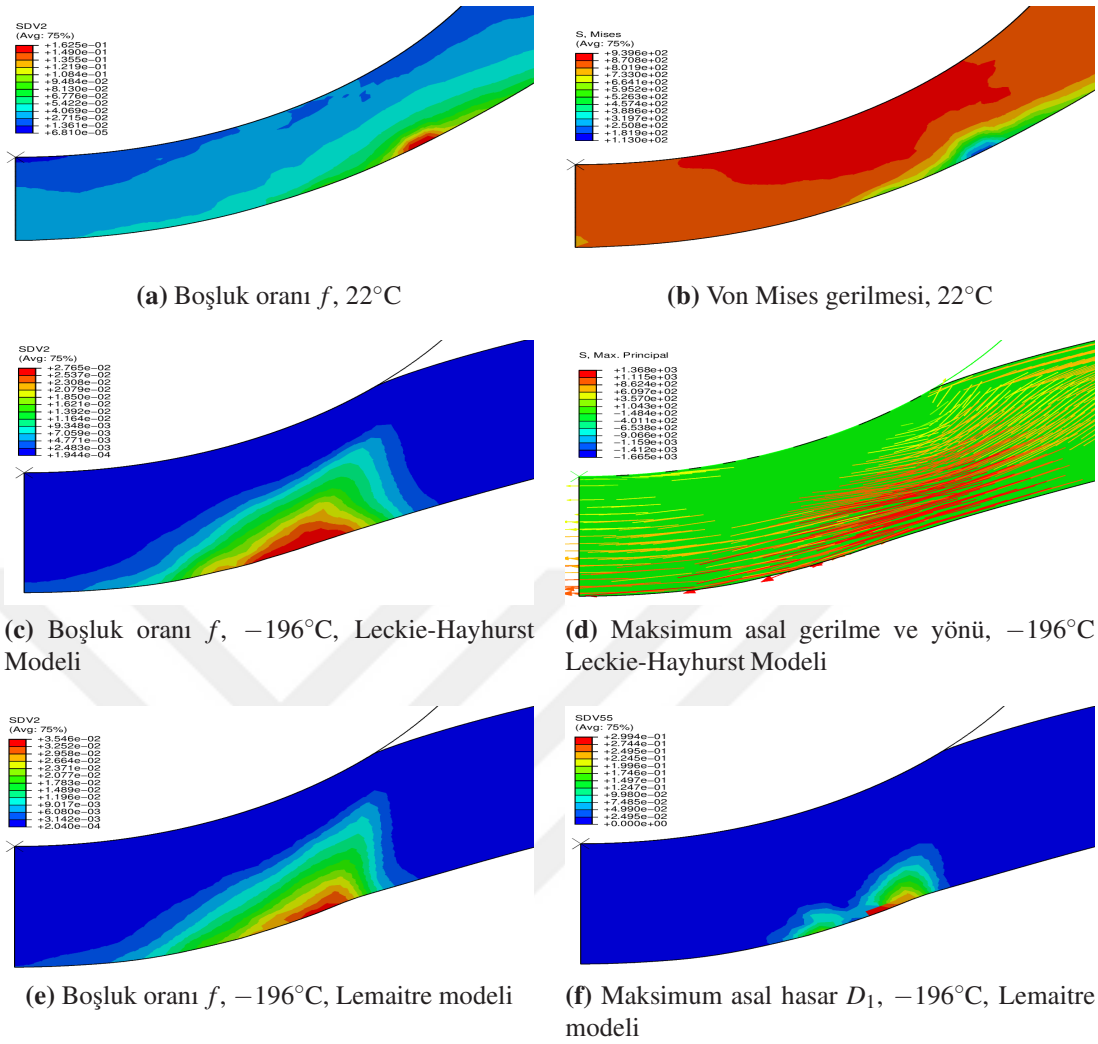 SDV2
(Avg: 75%)
+1.625e−01
+1.490e−01
+1.355e−01
+1.219e−01
+1.084e−01
+9.484e−02
+8.130e−02
+6.776e−02
+5.422e−02
+4.069e−02
+2.715e−02
+1.361e−02
+6.810e−05
S, Mises
(Avg: 75%)
+9.396e+02
+8.708e+02
+8.019e+02
+7.330e+02
+6.641e+02
+5.952e+02
+5.263e+02
+4.574e+02
+3.886e+02
+3.197e+02
+2.508e+02
+1.819e+02
+1.130e+02
(a) Boşluk oranı f, 22°C
(b) Von Mises gerilmesi, 22°C
SDV2
(Avg: 75%)
+2.765e−02
+2.537e−02
+2.308e−02
+2.079e−02
+1.850e−02
+1.621e−02
+1.392e−02
+1.164e−02
+9.348e−03
+7.059e−03
+4.771e−03
+2.483e−03
+1.944e−04
S, Max. Principal
+1.368e+03
+1.115e+03
+8.624e+02
+6.097e+02
+3.570e+02
+1.043e+02
−1.484e+02
−4.011e+02
−6.538e+02
−9.066e+02
−1.159e+03
−1.412e+03
−1.665e+03
(c) Boşluk oranı f, −196°C, Leckie-Hayhurst
Modeli
(d) Maksimum asal gerilme ve yönü, −196°C
Leckie-Hayhurst Modeli
SDV2
(Avg: 75%)
+3.546e−02
+3.252e−02
+2.958e−02
+2.664e−02
+2.371e−02
+2.077e−02
+1.783e−02
+1.489e−02
+1.196e−02
+9.017e−03
+6.080e−03
+3.142e−03
+2.040e−04
SDV55
(Avg: 75%)
+2.994e−01
+2.744e−01
+2.495e−01
+2.245e−01
+1.996e−01
+1.746e−01
+1.497e−01
+1.247e−01
+9.980e−02
+7.485e−02
+4.990e−02
+2.495e−02
+0.000e+00
(e) Boşluk oranı f, −196°C, Lemaitre modeli
(f) Maksimum asal hasar D₁, −196°C, Lemaitre
modeli